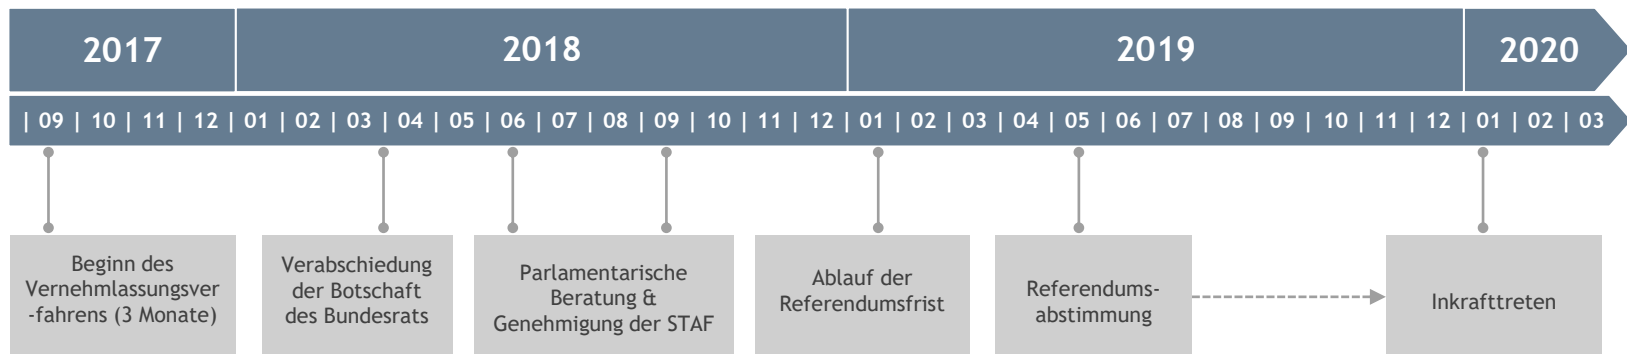 2017 2018 2019 2020
| 09 | 10 | 11 | 12 | 01 | 02 | 03 | 04 | 05 | 06 | 07 | 08 | 09 | 10 | 11 | 12 | 01 | 02 | 03 | 04 | 05 | 06 | 07 | 08 | 09 | 10 | 11 | 12 | 01 | 02 | 03
Beginn des
Vernehmlassungsver
-fahrens (3 Monate)
Verabschiedung
der Botschaft
des Bundesrats
Parlamentarische
Beratung &
Genehmigung der STAF
Ablauf der
Referendumsfrist
Referendums-
abstimmung
Inkrafttreten